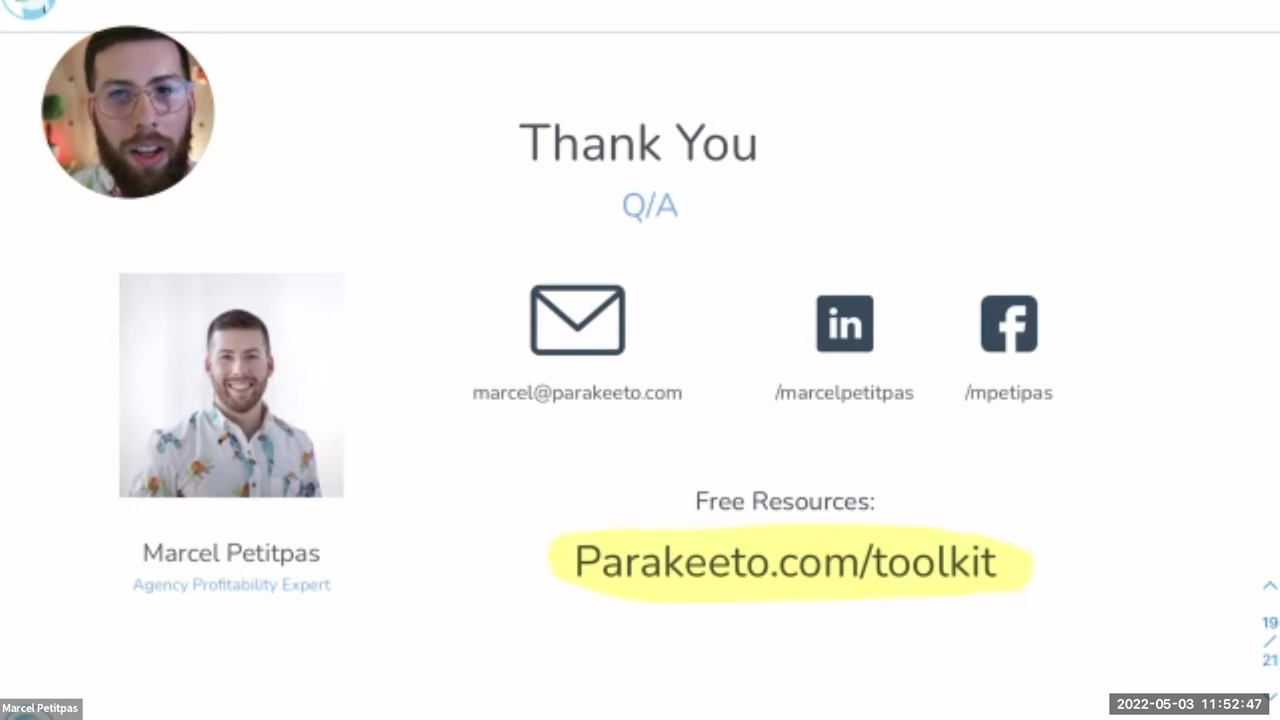 Thank You
Q/A
marcel@parakeeto.com
/marcelpetitpas
/mpetipas
Free Resources:
Parakeeto.com/toolkit
Marcel Petitpas
Agency Profitability Expert
19
/
21
Marcel Petitpas
2022-05-03 11:52:47